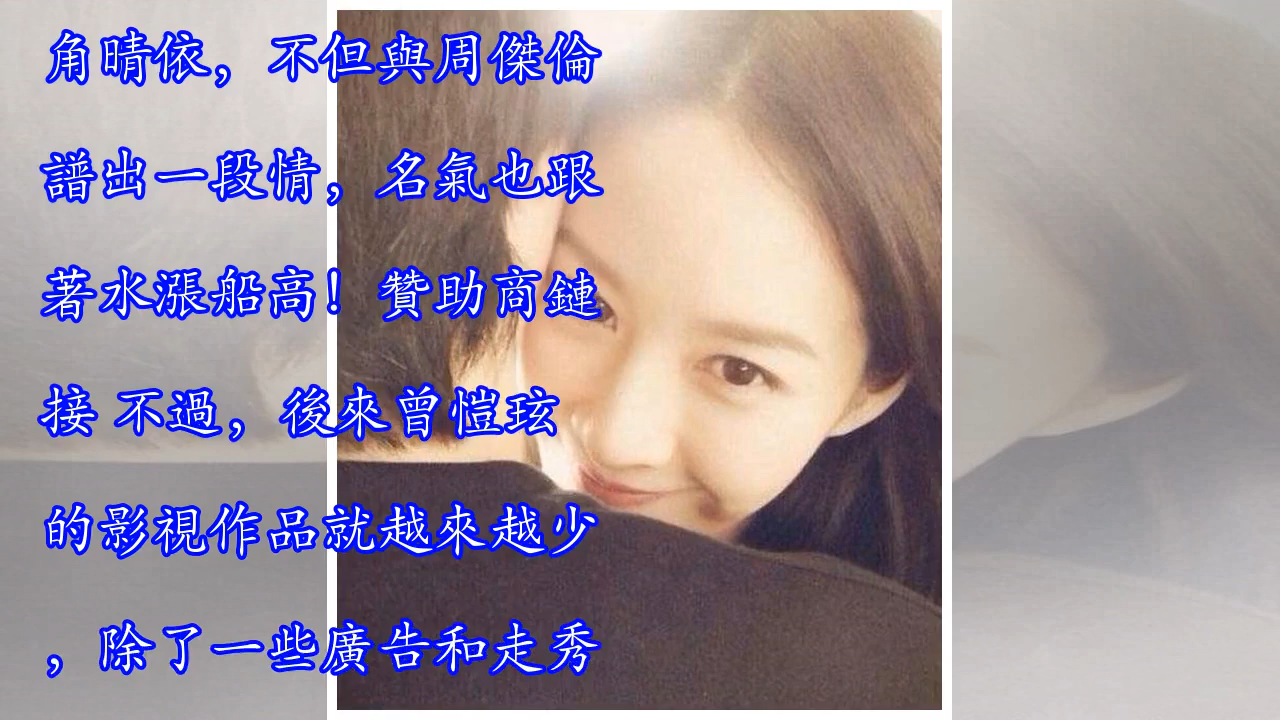 角晴依，不但與周傑倫
譜出一段情，名氣也跟
著水漲船高！贊助商鏈
接 不過，後來曾愷玹
的影視作品就越來越少
，除了一些廣告和走秀